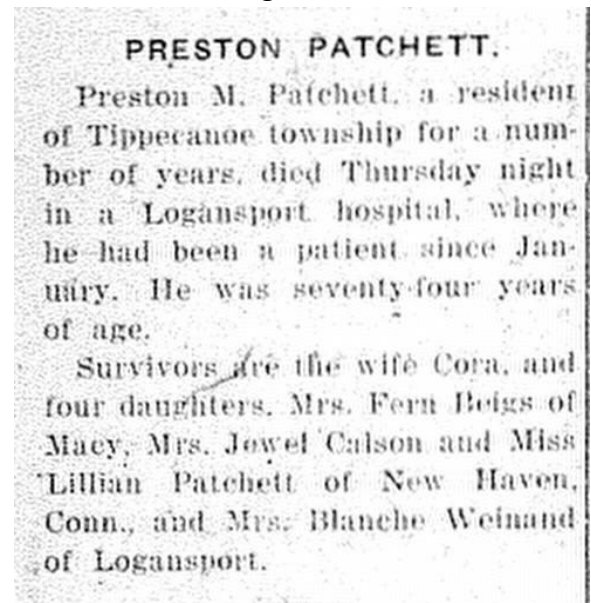 PRESTON PATCHETT.
Preston M. Patchett, a resident
of Tippecanoe township for a num-
ber of years, died Thursday night
in a Logansport hospital, where
he had been a patient since Jan-
uary. He was seventy-four years
of age.
Survivors are the wife Cora, and
four daughters, Mrs. Fern Beigs of
Macy, Mrs. Jewel Calson and Miss
Lillian Patchett of New Haven,
Conn., and Mrs. Blanche Weinand
of Logansport.